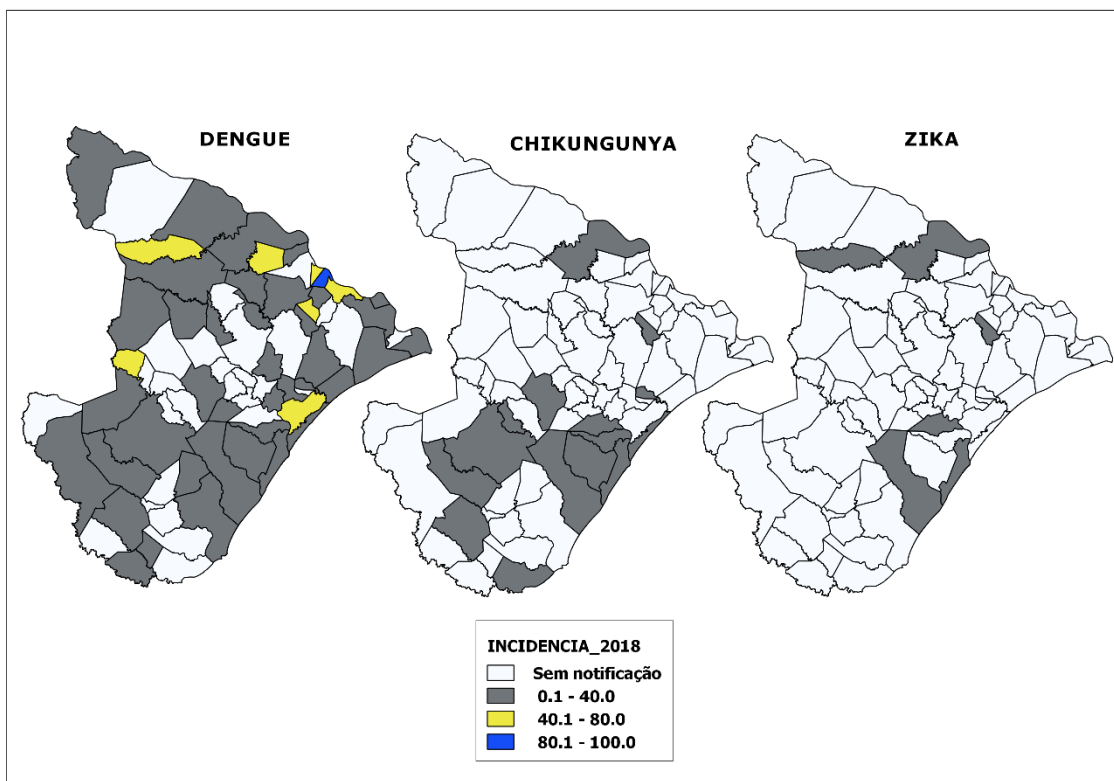 DENGUE
CHIKUNGUNYA
ZIKA
INCIDENCIA_2018
Sem notificação
0.1 - 40.0
40.1 - 80.0
80.1 - 100.0